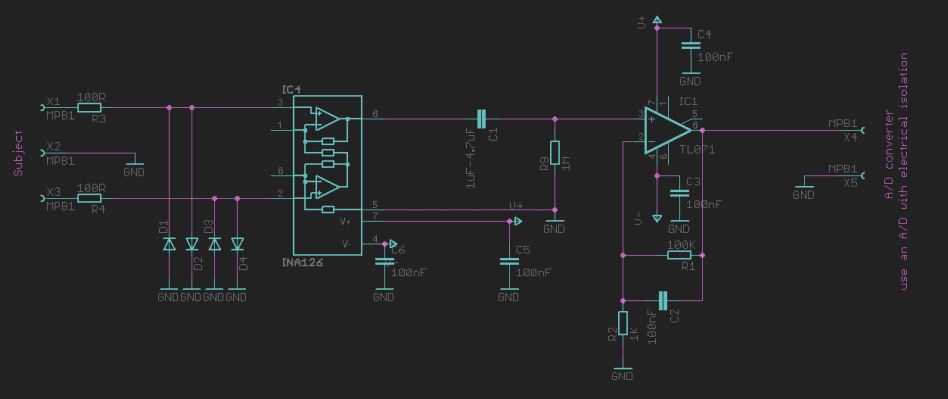 Subject
X1
MPB1
100R
R3
X2
MPB1
GND
X3
MPB1
100R
R4
D1
D2
D3
D4
GND
GND
GND
GND
IC4
3
1
8
2
6
5
7
4
V+
V-
INA126
U+
C6
100nF
GND
C5
100nF
GND
1uF-4,7uF
C1
R9
1M
GND
U+
C4
100nF
GND
IC1
3
2
7
1
5
6
4
8
TL071
U-
C3
100nF
GND
100K
R1
100nF
C2
R2
1K
GND
MPB1
X4
MPB1
X5
GND
A/D converter
use an A/D with electrical isolation